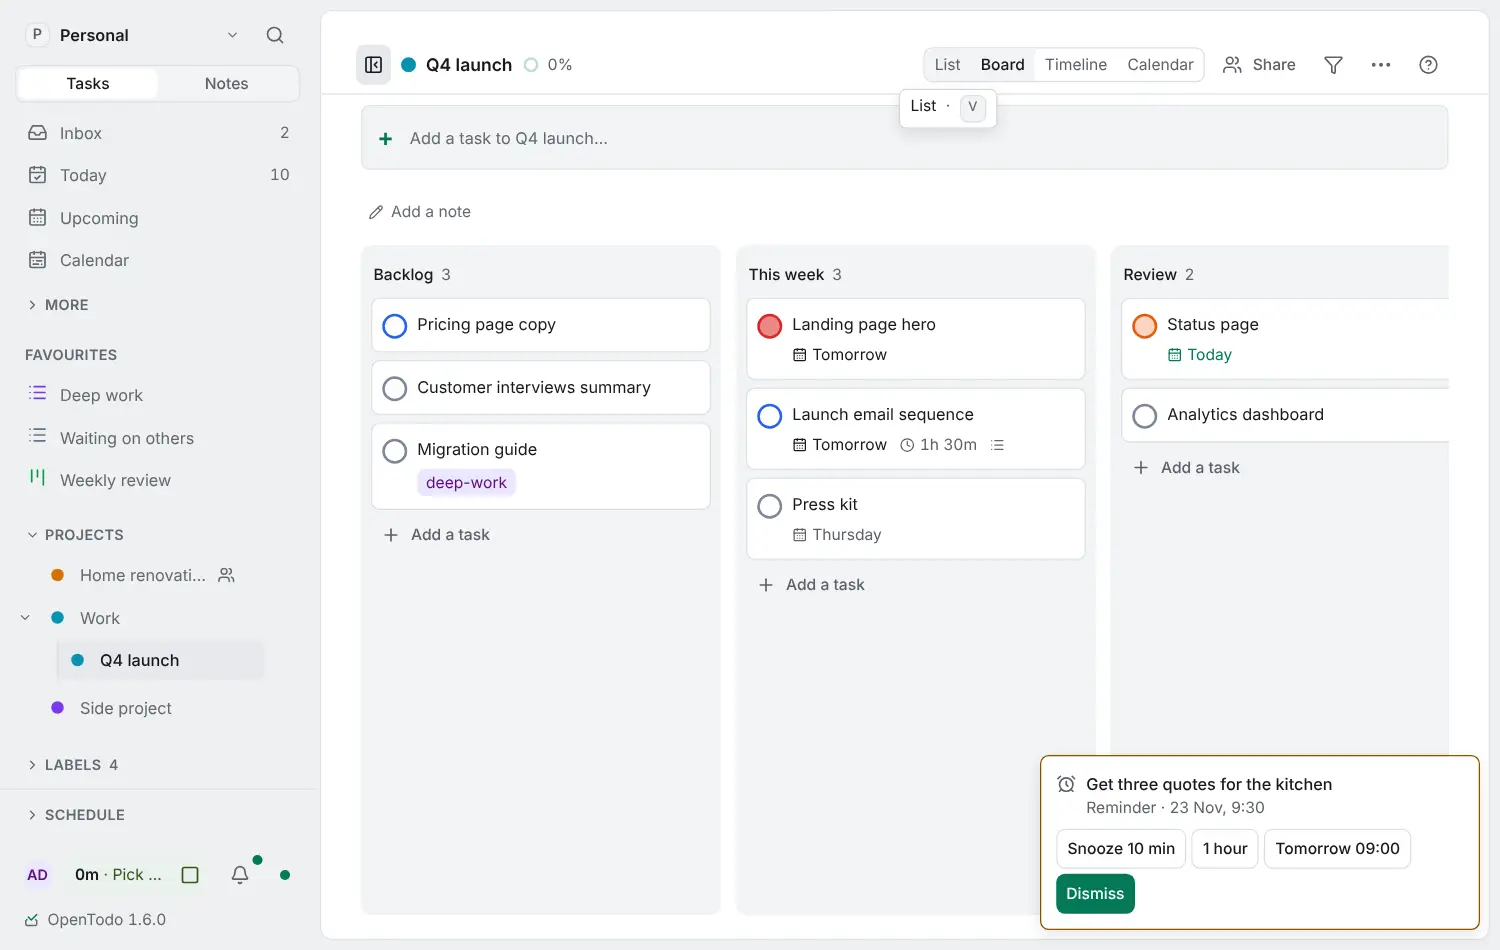 P Personal
Tasks Notes
Inbox 2
Today 10
Upcoming
Calendar
MORE
FAVOURITES
Deep work
Waiting on others
Weekly review
PROJECTS
Home renovati...
Work
Q4 launch
Side project
LABELS 4
SCHEDULE
AD 0m · Pick ...
OpenTodo 1.6.0
Q4 launch 0%
List Board Timeline Calendar Share
List · V
Add a task to Q4 launch...
Add a note
Backlog 3
Pricing page copy
Customer interviews summary
Migration guide
deep-work
Add a task
This week 3
Landing page hero
Tomorrow
Launch email sequence
Tomorrow 1h 30m
Press kit
Thursday
Add a task
Review 2
Status page
Today
Analytics dashboard
Add a task
Get three quotes for the kitchen
Reminder · 23 Nov, 9:30
Snooze 10 min 1 hour Tomorrow 09:00
Dismiss